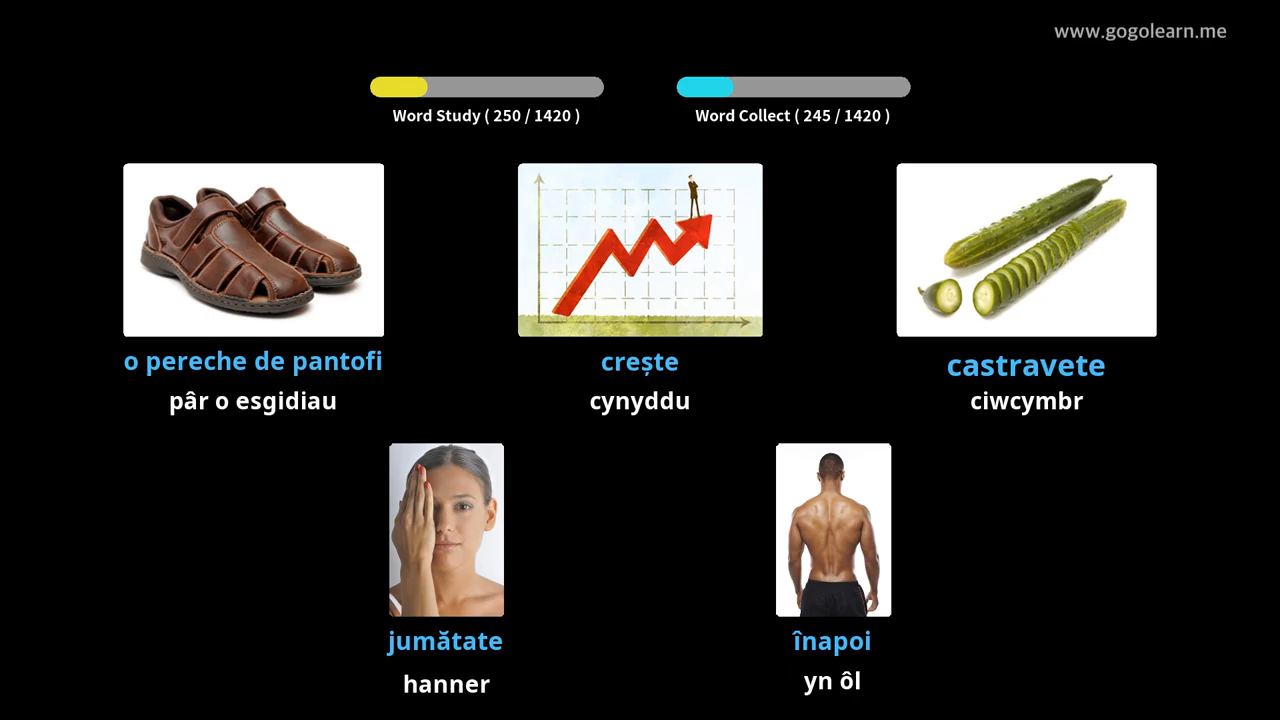 www.gogolearn.me
Word Study ( 250 / 1420 )
Word Collect ( 245 / 1420 )
o pereche de pantofi
crește
castravete
pâr o esgidiau
cynyddu
ciwcymbr
jumătate
înapoi
hanner
yn ôl